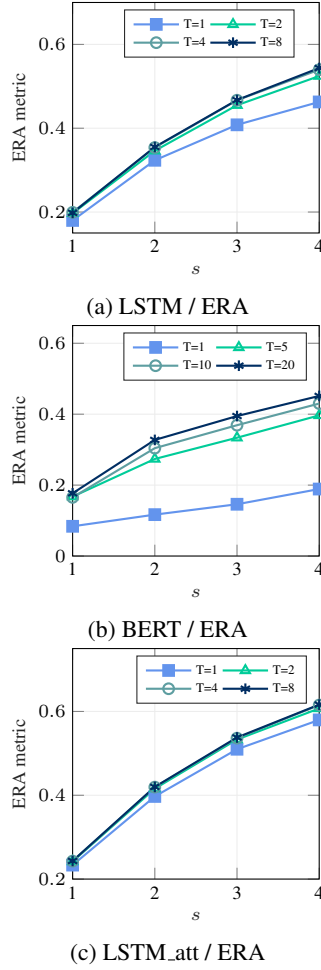 T=1 T=2
T=4 T=8
0.6
0.4
0.2
ERA metric
1 2 3 4
s
(a) LSTM / ERA
T=1 T=5
T=10 T=20
0.6
0.4
0.2
0
ERA metric
1 2 3 4
s
(b) BERT / ERA
T=1 T=2
T=4 T=8
0.6
0.4
0.2
ERA metric
1 2 3 4
s
(c) LSTM_att / ERA